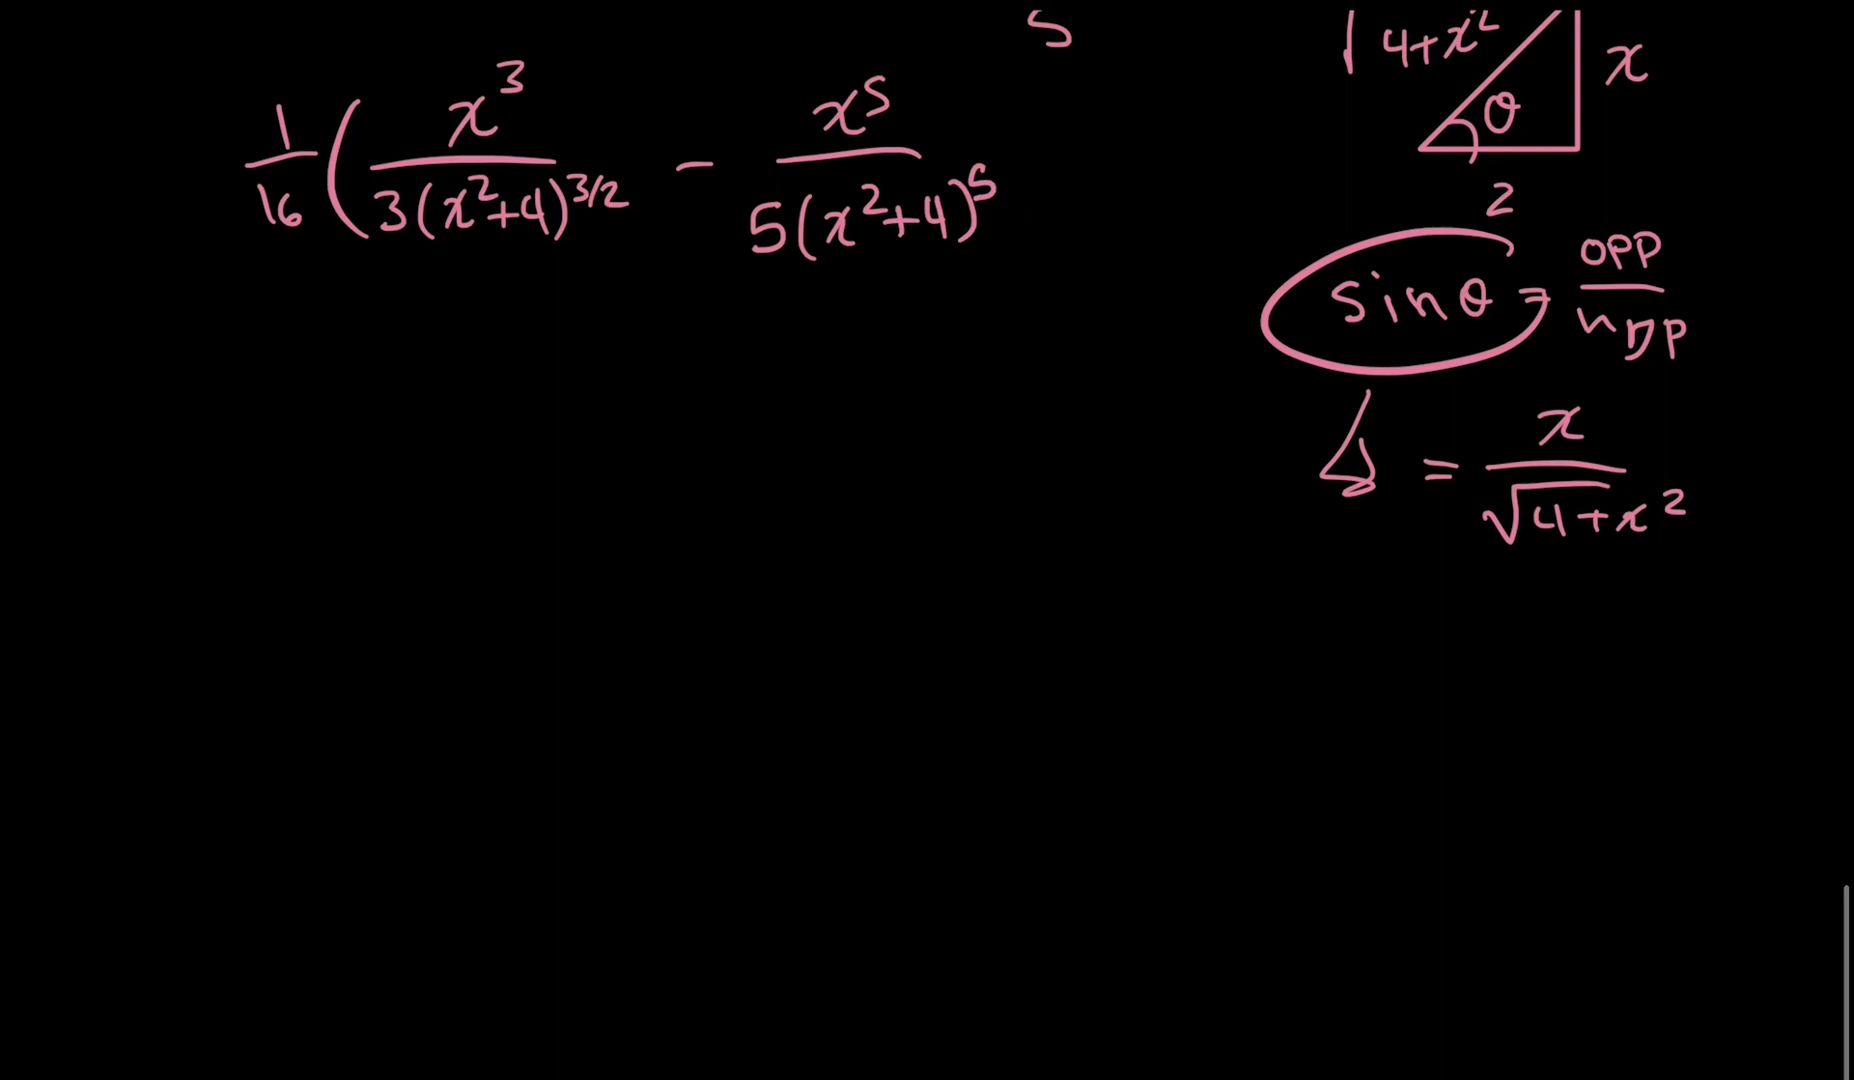 5
√4+x² x
θ
2
1/16 ( x³/3(x²+4)^3/2 - x⁵/5(x²+4)^5
sinθ = opp/hyp
= x/√4+x²